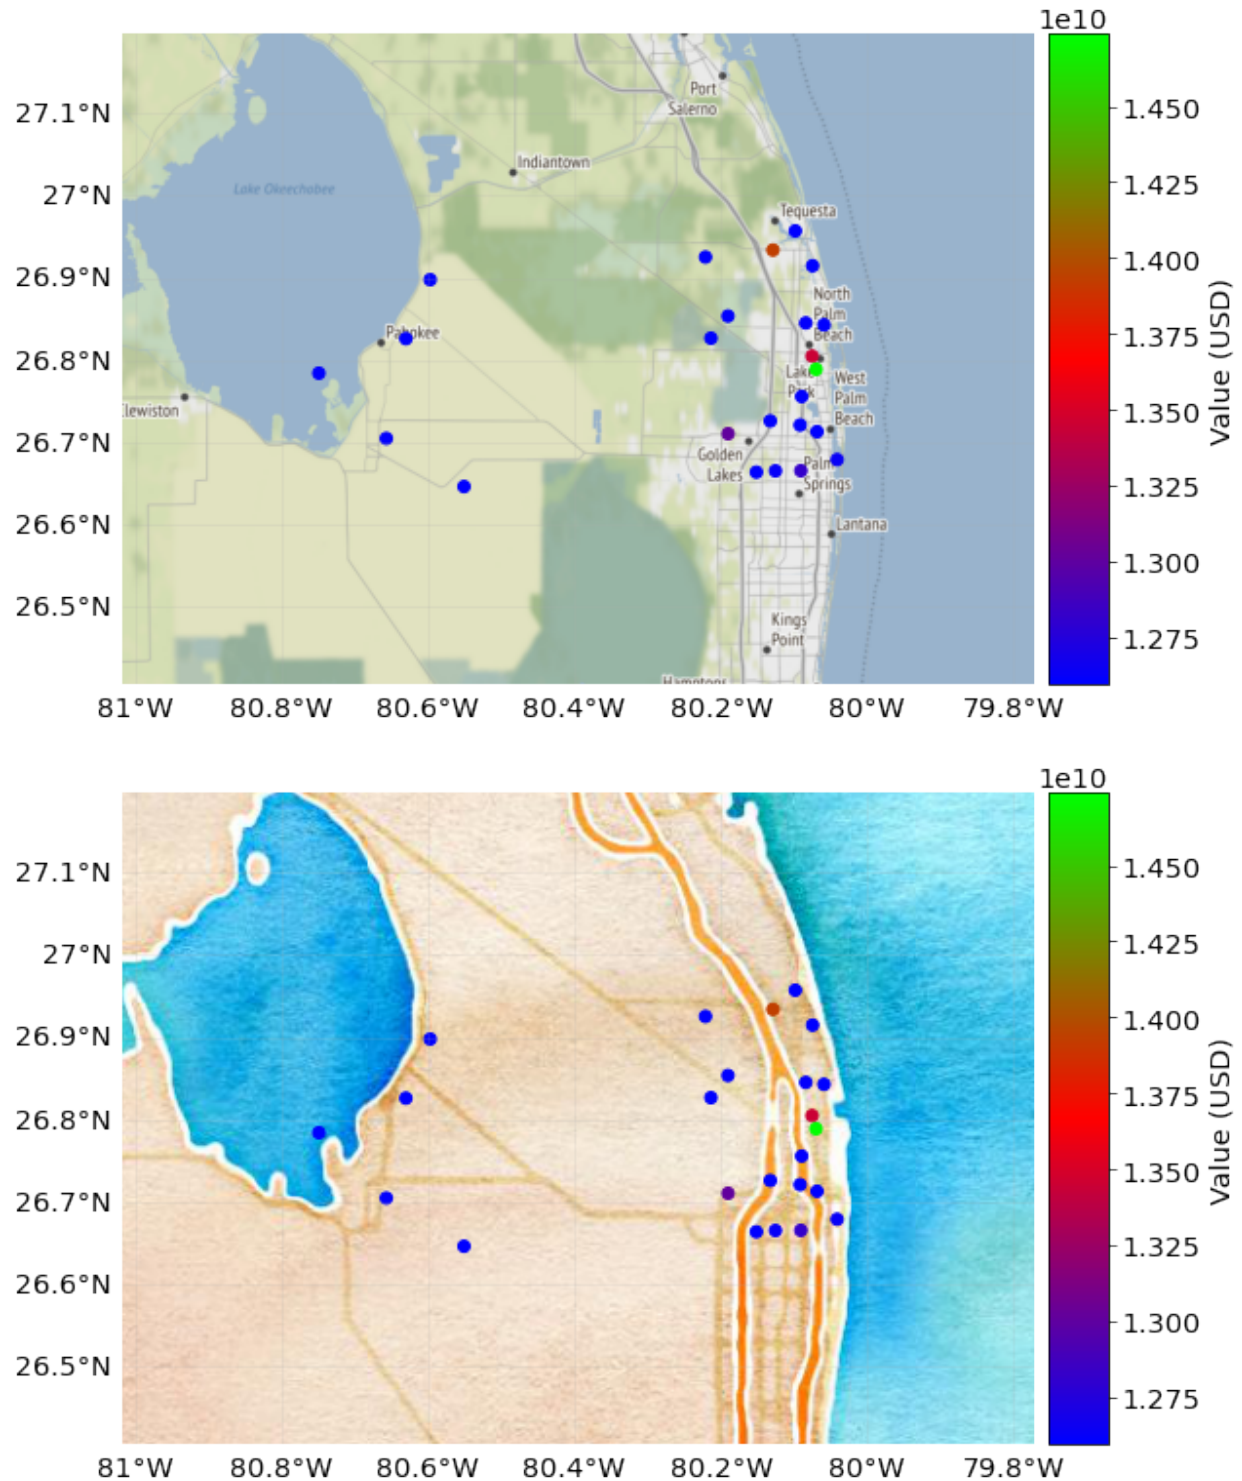 1e10
27.1°N
27°N
26.9°N
26.8°N
26.7°N
26.6°N
26.5°N
Port
Salerno
Indiantown
Lake Okeechobee
Tequesta
North
Palm
Beach
Pahokee
Lake
Park
West
Palm
Beach
Clewiston
Golden
Lakes
Palm
Springs
Lantana
Kings
Point
Hamptons
81°W 80.8°W 80.6°W 80.4°W 80.2°W 80°W 79.8°W
1.450
1.425
1.400
1.375
1.350
1.325
1.300
1.275
Value (USD)
1e10
27.1°N
27°N
26.9°N
26.8°N
26.7°N
26.6°N
26.5°N
81°W 80.8°W 80.6°W 80.4°W 80.2°W 80°W 79.8°W
1.450
1.425
1.400
1.375
1.350
1.325
1.300
1.275
Value (USD)